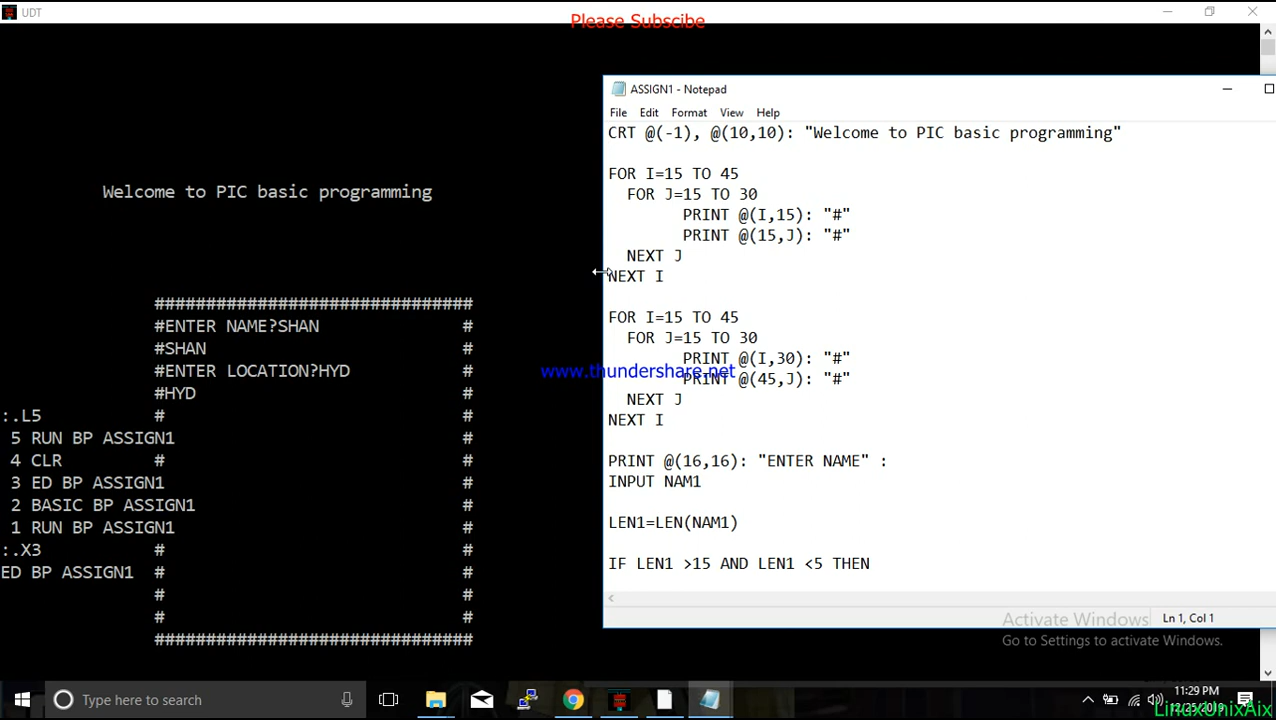 UDT
Please Subscibe
Welcome to PIC basic programming
###############################
#ENTER NAME?SHAN #
#SHAN #
#ENTER LOCATION?HYD #
#HYD #
:.L5 # #
5 RUN BP ASSIGN1 #
4 CLR # #
3 ED BP ASSIGN1 #
2 BASIC BP ASSIGN1 #
1 RUN BP ASSIGN1 #
:.X3 # #
ED BP ASSIGN1 # #
# #
# #
###############################
www.thundershare.net
ASSIGN1 - Notepad
File Edit Format View Help
CRT @(-1), @(10,10): "Welcome to PIC basic programming"
FOR I=15 TO 45
FOR J=15 TO 30
PRINT @(I,15): "#"
PRINT @(15,J): "#"
NEXT J
NEXT I
FOR I=15 TO 45
FOR J=15 TO 30
PRINT @(I,30): "#"
PRINT @(45,J): "#"
NEXT J
NEXT I
PRINT @(16,16): "ENTER NAME" :
INPUT NAM1
LEN1=LEN(NAM1)
IF LEN1 >15 AND LEN1 <5 THEN
Ln 1, Col 1
Activate Windows
Go to Settings to activate Windows.
Type here to search
11:29 PM
12/25/2019
LinuxUnixAix